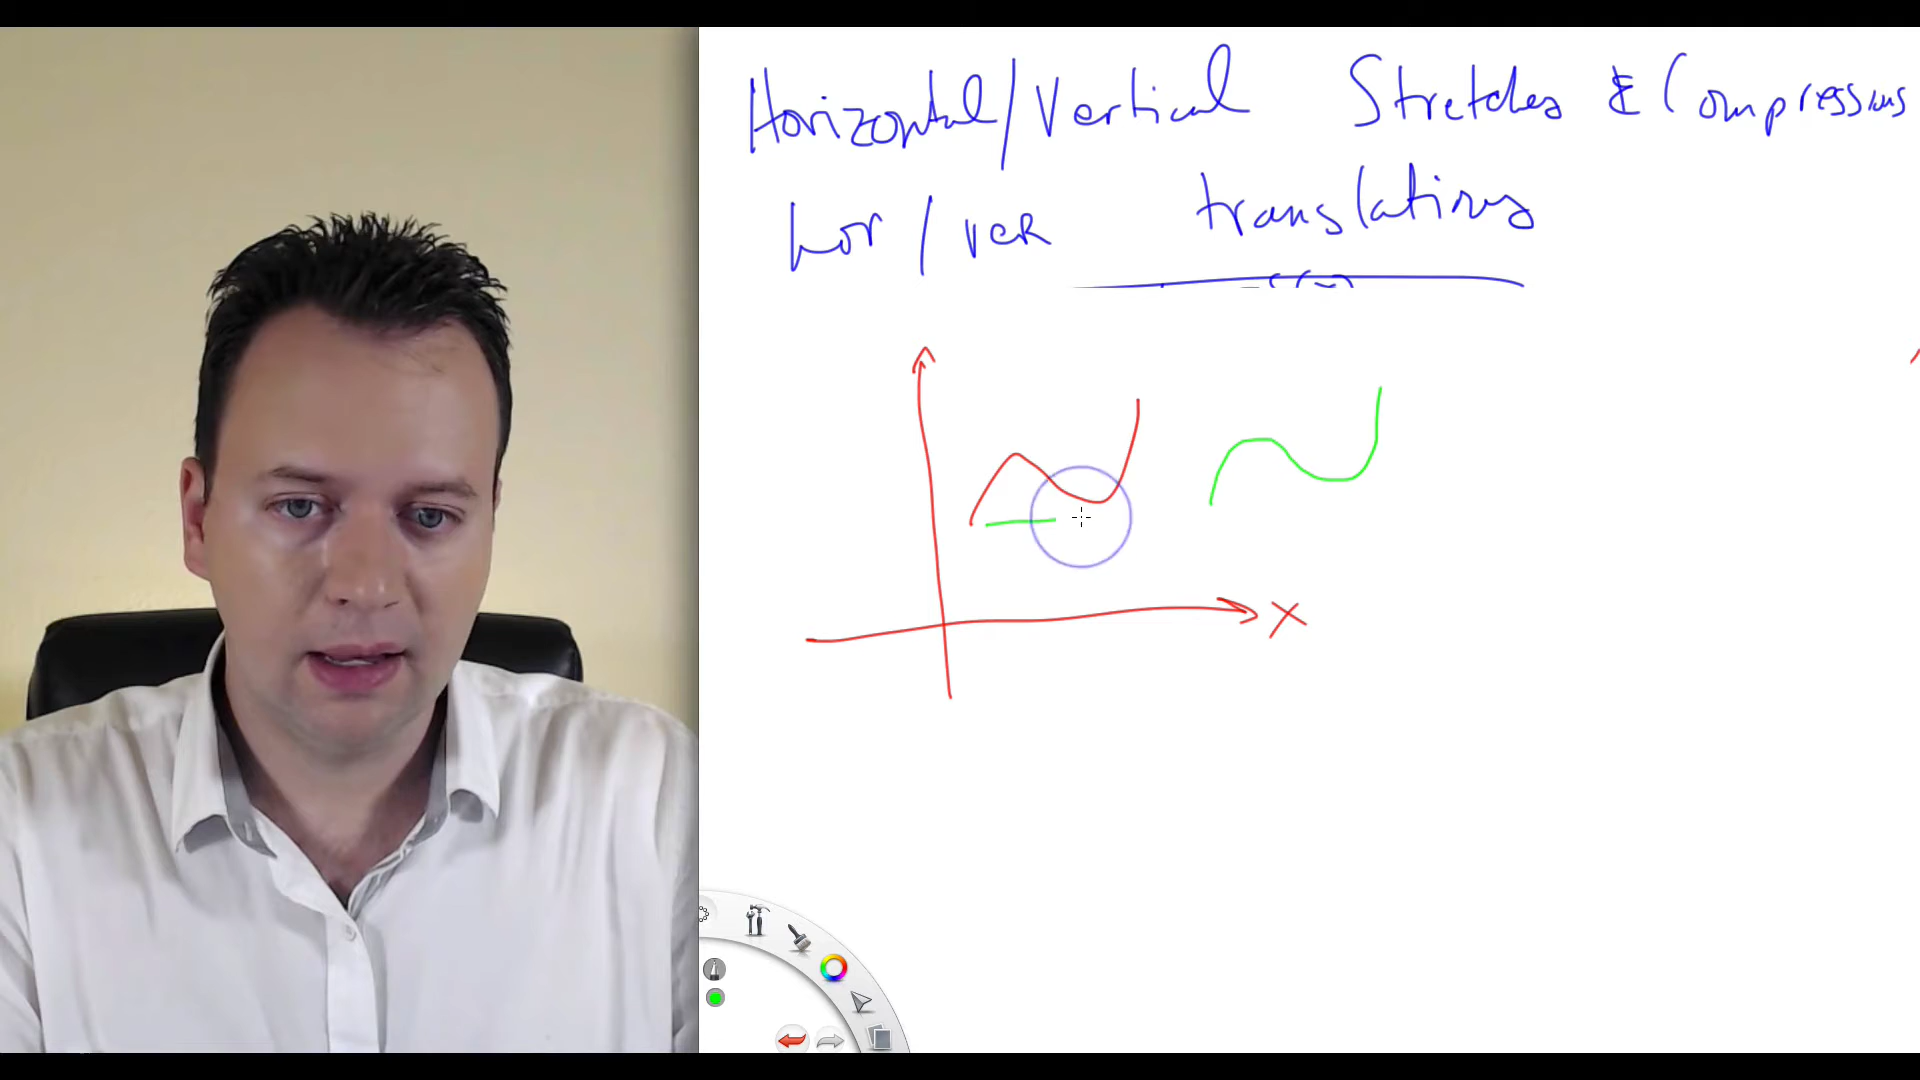 Horizontal/Vertical Stretches & Compressions
hor/ver translations
X